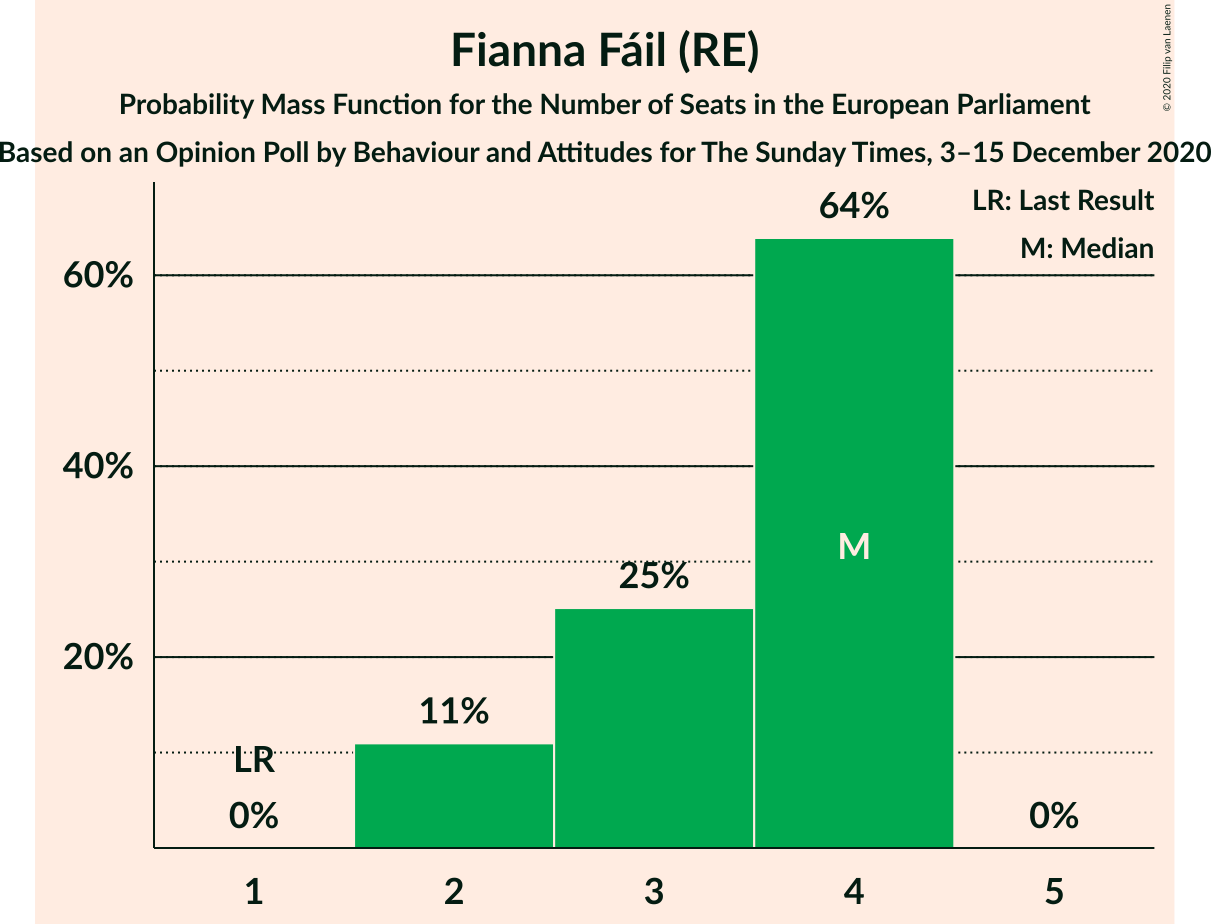 Fianna Fáil (RE)
Probability Mass Function for the Number of Seats in the European Parliament
Based on an Opinion Poll by Behaviour and Attitudes for The Sunday Times, 3–15 December 2020
© 2020 Filip van Laenen
LR: Last Result
M: Median
64%
60%
40%
M
25%
20%
11%
LR
0%
0%
1
2
3
4
5